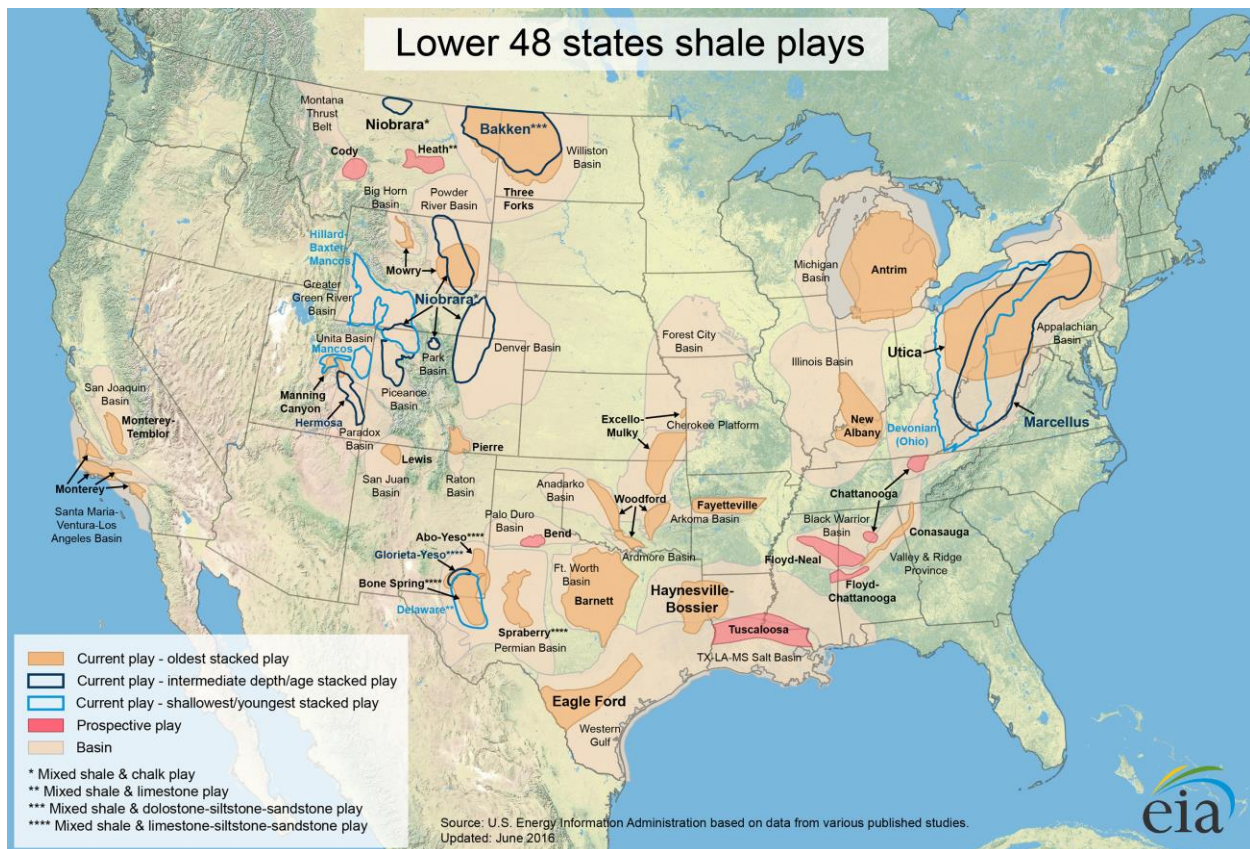 Lower 48 states shale plays
Montana
Thrust
Belt
Niobrara*
Bakken***
Williston
Basin
Cody
Heath**
Big Horn
Basin
Powder
River Basin
Three
Forks
Hillard-
Baxter-
Mancos
Mowry
Greater
Green River
Basin
Niobrara*
Unita Basin
Mancos
Park
Basin
Denver Basin
Manning
Canyon
Hermosa
Piceance
Basin
Paradox
Basin
San Joaquin
Basin
Monterey-
Temblor
Monterey
Santa Maria-
Ventura-Los
Angeles Basin
Lewis
San Juan
Basin
Pierre
Raton
Basin
Michigan
Basin
Antrim
Forest City
Basin
Illinois Basin
Utica
Appalachian
Basin
Marcellus
Devonian
(Ohio)
New
Albany
Excello-
Mulky
Cherokee Platform
Anadarko
Basin
Woodford
Fayetteville
Arkoma Basin
Ardmore Basin
Chattanooga
Black Warrior
Basin
Conasauga
Floyd-Neal
Valley & Ridge
Province
Floyd-
Chattanooga
Palo Duro
Basin
Bend
Abo-Yeso****
Glorieta-Yeso****
Bone Spring****
Delaware**
Ft. Worth
Basin
Barnett
Spraberry****
Permian Basin
Haynesville-
Bossier
Tuscaloosa
TX-LA-MS Salt Basin
Eagle Ford
Western
Gulf
Current play - oldest stacked play
Current play - intermediate depth/age stacked play
Current play - shallowest/youngest stacked play
Prospective play
Basin
* Mixed shale & chalk play
** Mixed shale & limestone play
*** Mixed shale & dolostone-siltstone-sandstone play
**** Mixed shale & limestone-siltstone-sandstone play
Source: U.S. Energy Information Administration based on data from various published studies.
Updated: June 2016
eia